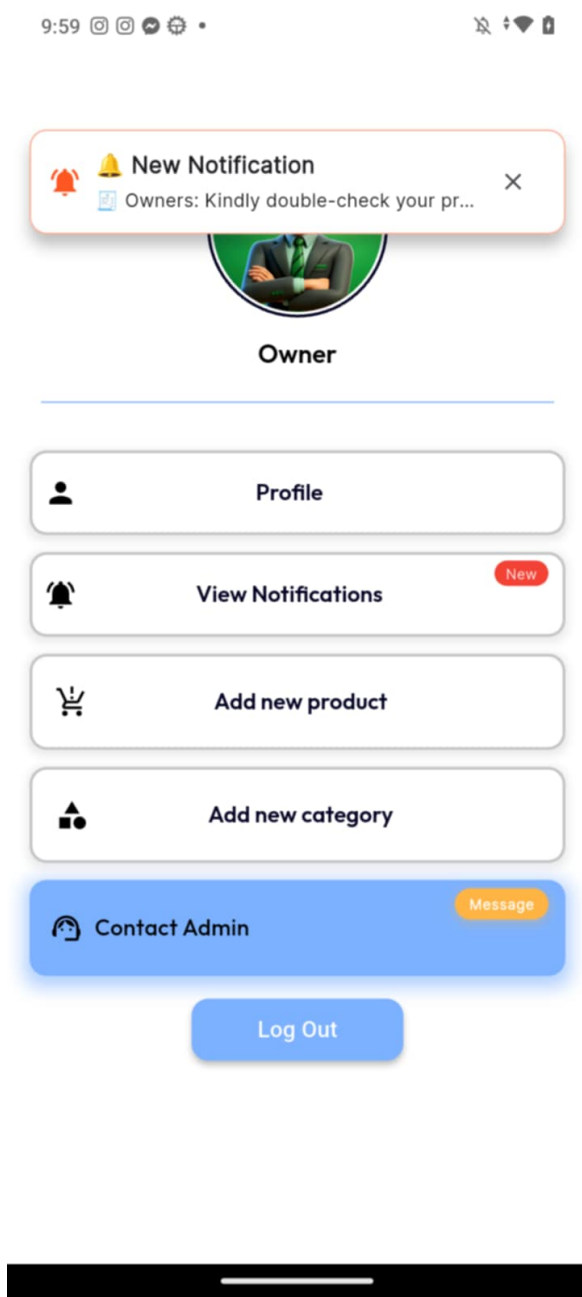 9:59
🔔 New Notification
🧾 Owners: Kindly double-check your pr...
Owner
Profile
New
View Notifications
Add new product
Add new category
Message
Contact Admin
Log Out